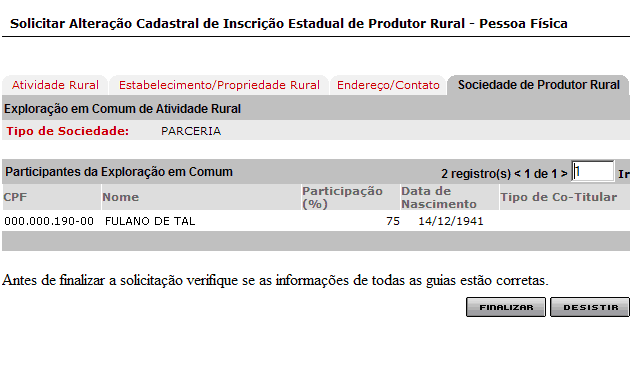 Solicitar Alteração Cadastral de Inscrição Estadual de Produtor Rural - Pessoa Física
Atividade Rural Estabelecimento/Propriedade Rural Endereço/Contato Sociedade de Produtor Rural
Exploração em Comum de Atividade Rural
Tipo de Sociedade: PARCERIA
Participantes da Exploração em Comum 2 registro(s) < 1 de 1 > 1 Ir
CPF Nome Participação (%) Data de Nascimento Tipo de Co-Titular
000.000.190-00 FULANO DE TAL 75 14/12/1941
Antes de finalizar a solicitação verifique se as informações de todas as guias estão corretas.
FINALIZAR DESISTIR